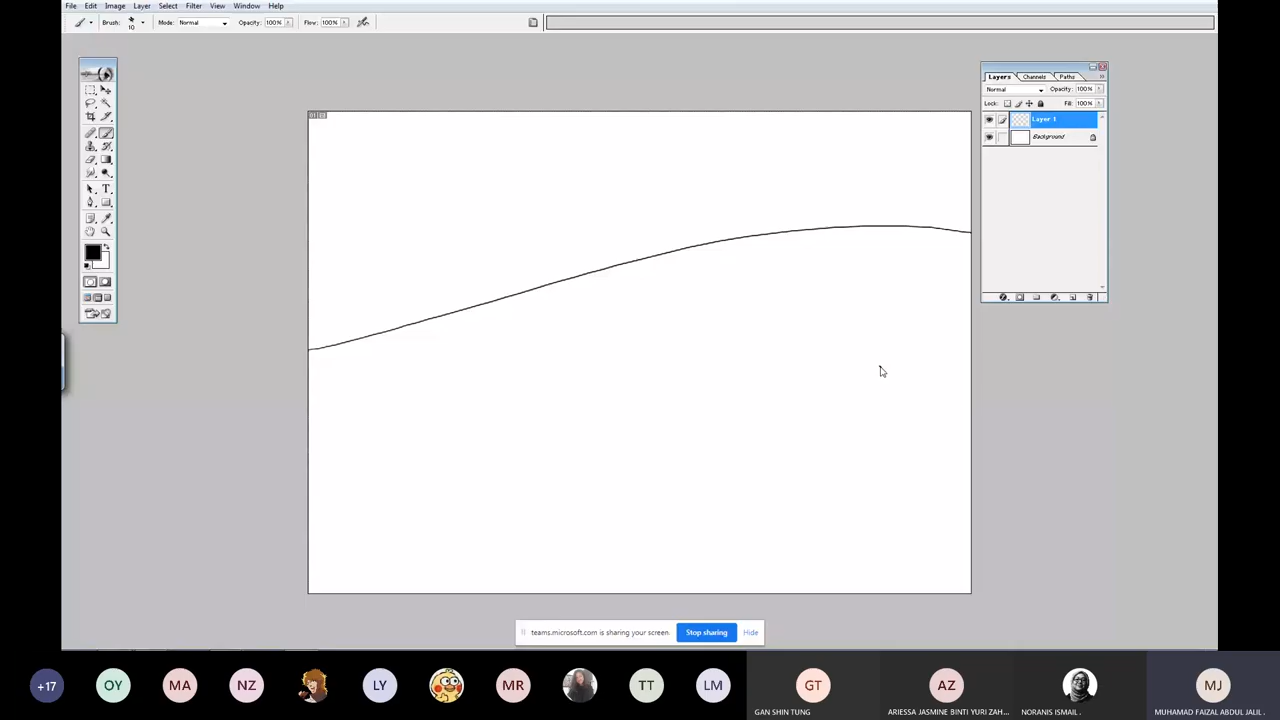 File Edit Image Layer Select Filter View Window Help
Brush: 10 Mode: Normal Opacity: 100% Flow: 100%
Layers Channels Paths
Normal Opacity: 100%
Lock: Fill: 100%
Layer 1
Background
01
T
teams.microsoft.com is sharing your screen. Stop sharing Hide
+17 OY MA NZ LY MR TT LM GT AZ MJ
GAN SHIN TUNG ARIESSA JASMINE BINTI YURI ZAH... NORANIS ISMAIL . MUHAMAD FAIZAL ABDUL JALIL .